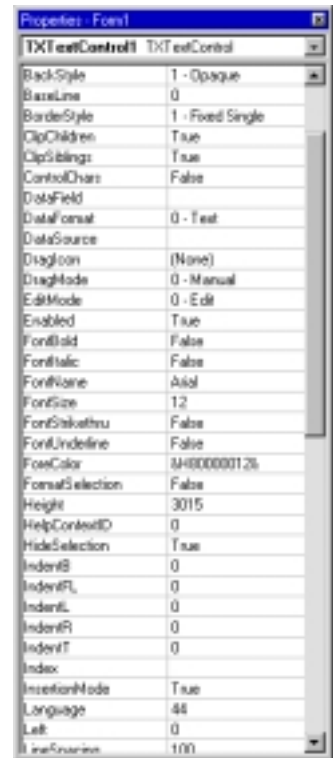 Properties - Form1
TXTextControl1 TXTextControl
BackStyle 1 - Opaque
BaseLine 0
BorderStyle 1 - Fixed Single
ClipChildren True
ClipSiblings True
ControlChars False
DataField
DataFormat 0 - Text
DataSource
DragIcon (None)
DragMode 0 - Manual
EditMode 0 - Edit
Enabled True
FontBold False
FontItalic False
FontName Arial
FontSize 12
FontStrikethru False
FontUnderline False
ForeColor &H80000012&
FormatSelection False
Height 3015
HelpContextID 0
HideSelection True
IndentB 0
IndentFL 0
IndentL 0
IndentR 0
IndentT 0
Index
InsertionMode True
Language 44
Left 0
LineSpacing 100